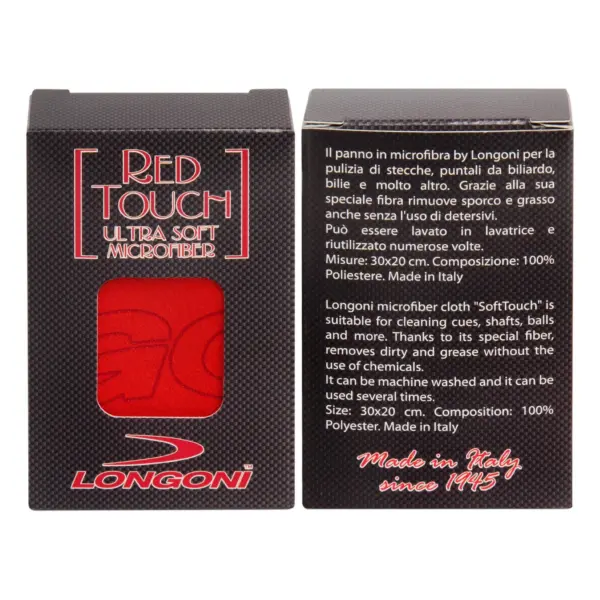 RED
TOUCH
ULTRA SOFT
MICROFIBER
GO
LONGONI™
Il panno in microfibra by Longoni per la
pulizia di stecche, puntali da biliardo,
bilie e molto altro. Grazie alla sua
speciale fibra rimuove sporco e grasso
anche senza l'uso di detersivi.
Può essere lavato in lavatrice e
riutilizzato numerose volte.
Misure: 30x20 cm. Composizione: 100%
Poliestere. Made in Italy
Longoni microfiber cloth "SoftTouch" is
suitable for cleaning cues, shafts, balls
and more. Thanks to its special fiber,
removes dirty and grease without the
use of chemicals.
It can be machine washed and it can be
used several times.
Size: 30x20 cm. Composition: 100%
Polyester. Made in Italy
Made in Italy
since 1945